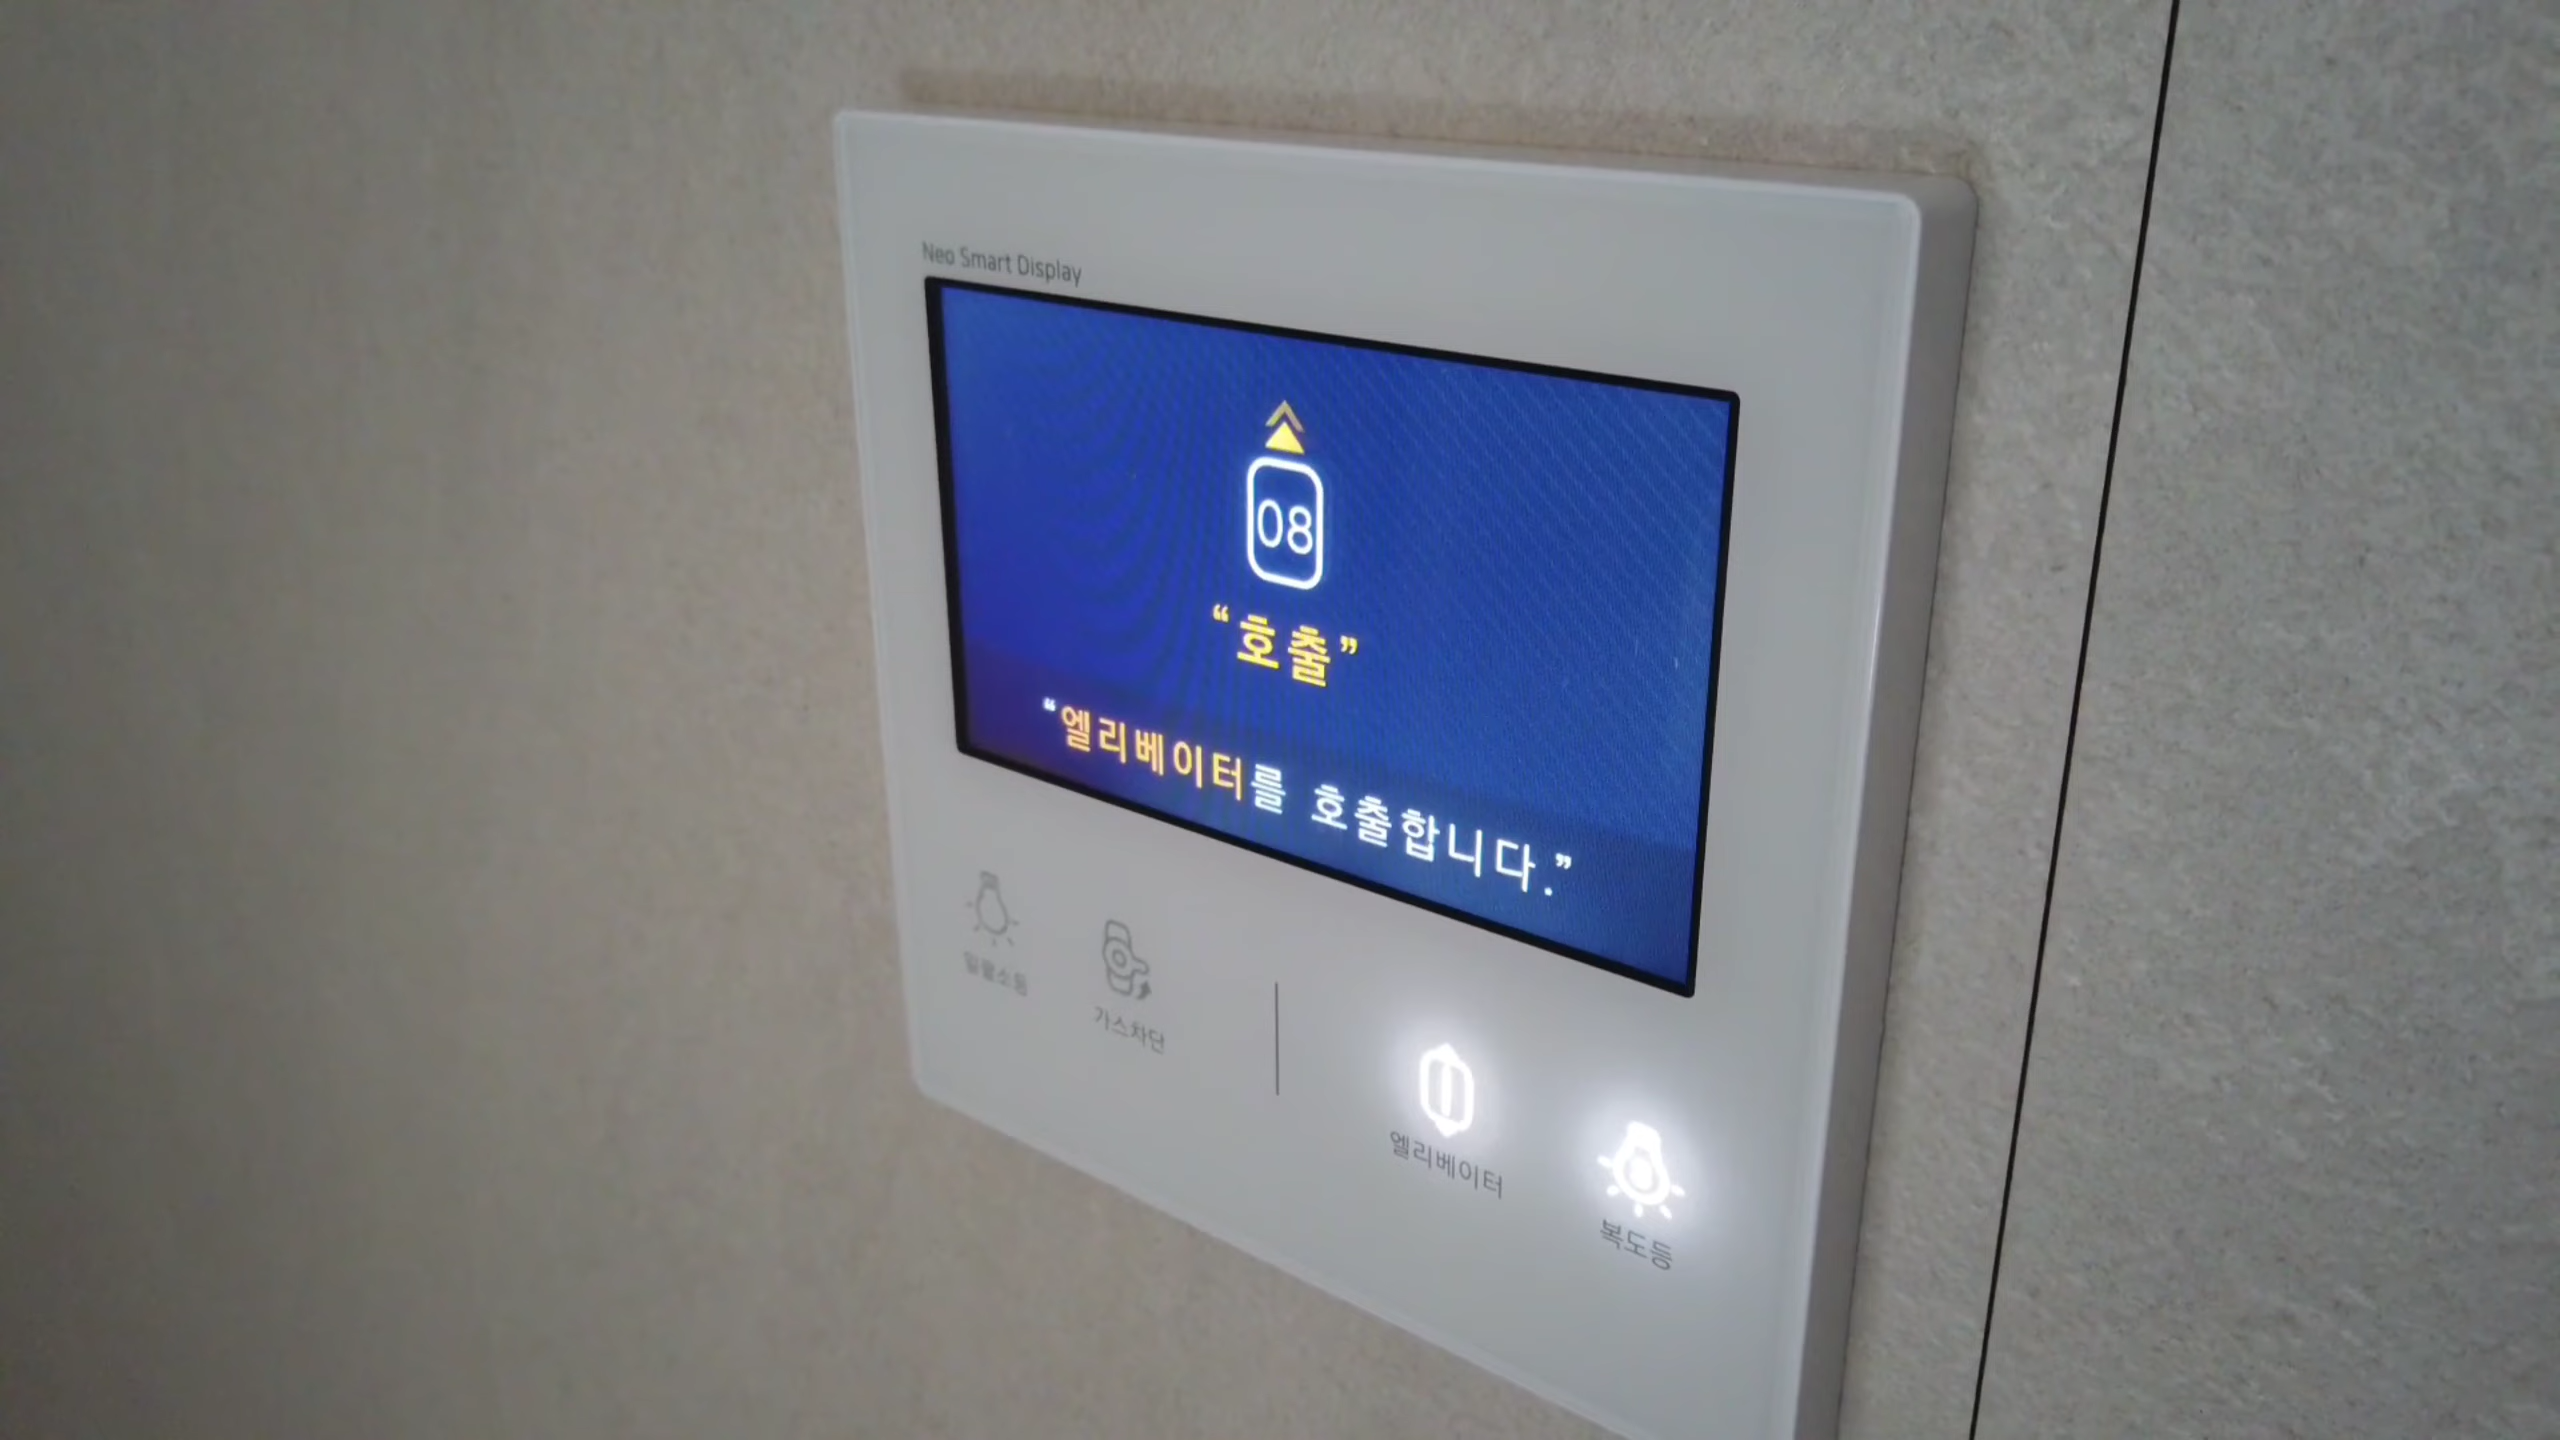 Neo Smart Display
08
“호출”
“엘리베이터를 호출합니다.”
일괄소등
가스차단
엘리베이터
복도등